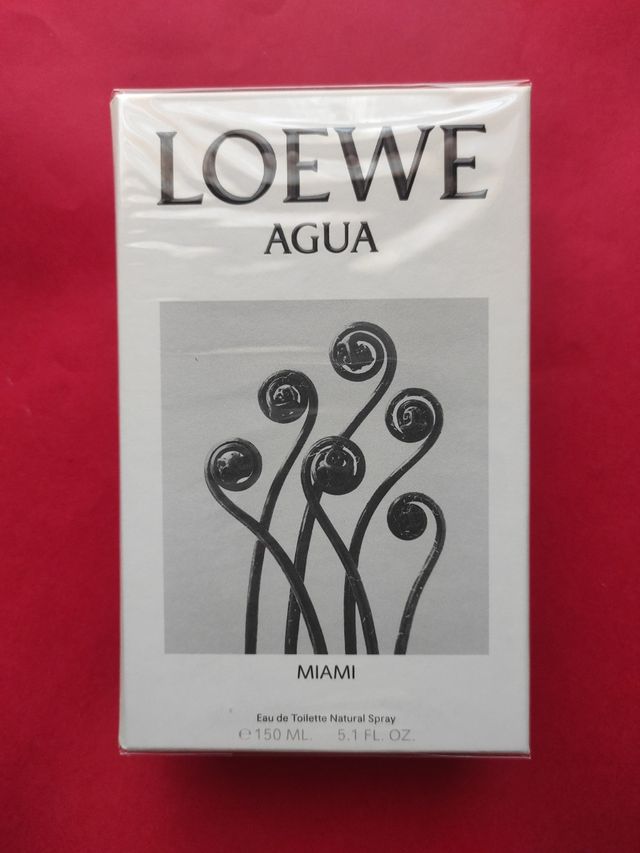 LOEWE
AGUA
MIAMI
Eau de Toilette Natural Spray
℮ 150 ML. 5.1 FL. OZ.